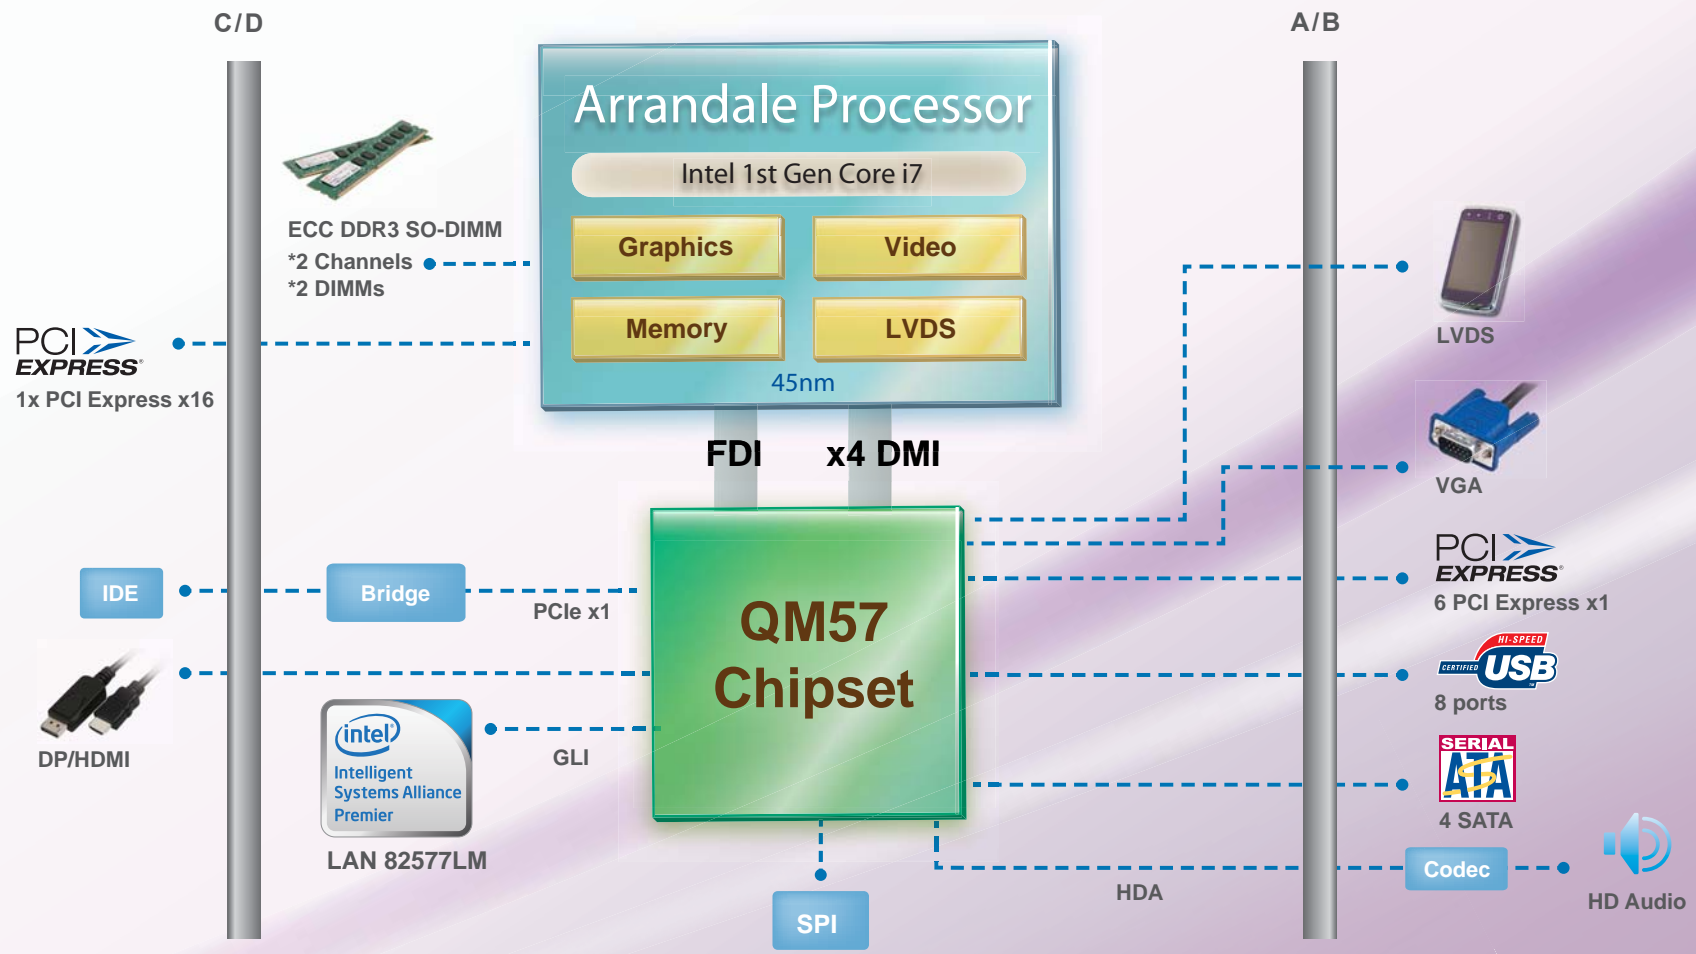 C/D
A/B
Arrandale Processor
Intel 1st Gen Core i7
Graphics
Video
Memory
LVDS
45nm
ECC DDR3 SO-DIMM
*2 Channels
*2 DIMMs
PCI
EXPRESS®
1x PCI Express x16
FDI
x4 DMI
LVDS
VGA
PCI
EXPRESS®
6 PCI Express x1
IDE
Bridge
PCIe x1
QM57
Chipset
HI-SPEED
CERTIFIED
USB
TM
8 ports
DP/HDMI
intel®
Intelligent
Systems Alliance
Premier
GLI
LAN 82577LM
SERIAL
ATA
4 SATA
SPI
HDA
Codec
HD Audio